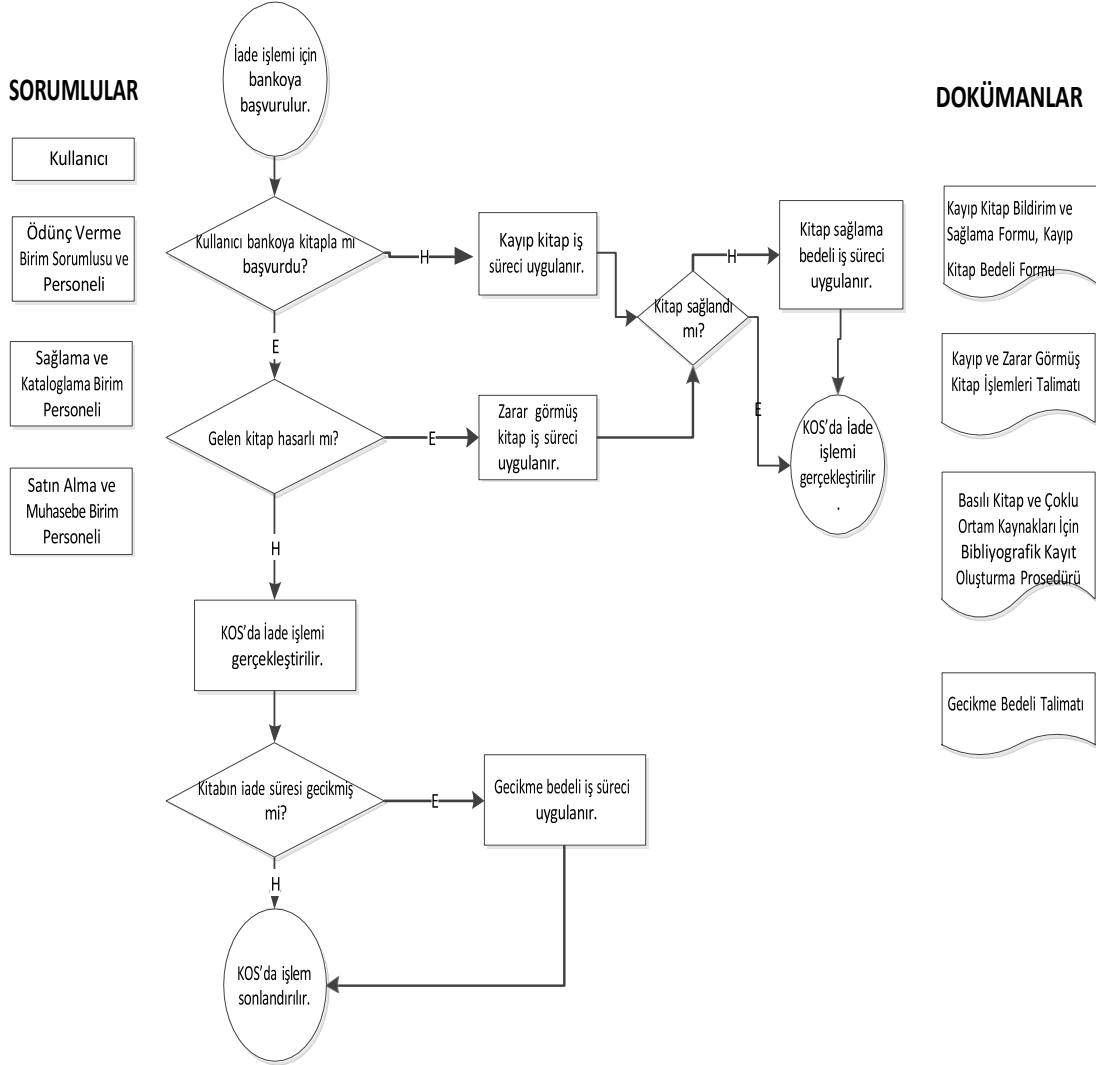 SORUMLULAR
Kullanıcı
Ödünç Verme
Birim Sorumlusu ve
Personeli
Sağlama ve
Kataloglama Birim
Personeli
Satın Alma ve
Muhasebe Birim
Personeli
İade işlemi için
bankoya
başvurulur.
Kullanıcı bankoya kitapla mı
başvurdu?
H
Kayıp kitap iş
süreci uygulanır.
Kitap sağlandı
mı?
H
Kitap sağlama
bedeli iş süreci
uygulanır.
E
Gelen kitap hasarlı mı?
E
Zarar görmüş
kitap iş süreci
uygulanır.
E
KOS’da İade
işlemi
gerçekleştirilir
.
H
KOS’da İade işlemi
gerçekleştirilir.
Kitabın iade süresi gecikmiş
mi?
E
Gecikme bedeli iş süreci
uygulanır.
H
KOS’da işlem
sonlandırılır.
DOKÜMANLAR
Kayıp Kitap Bildirim ve
Sağlama Formu, Kayıp
Kitap Bedeli Formu
Kayıp ve Zarar Görmüş
Kitap İşlemleri Talimatı
Basılı Kitap ve Çoklu
Ortam Kaynakları İçin
Bibliyografik Kayıt
Oluşturma Prosedürü
Gecikme Bedeli Talimatı